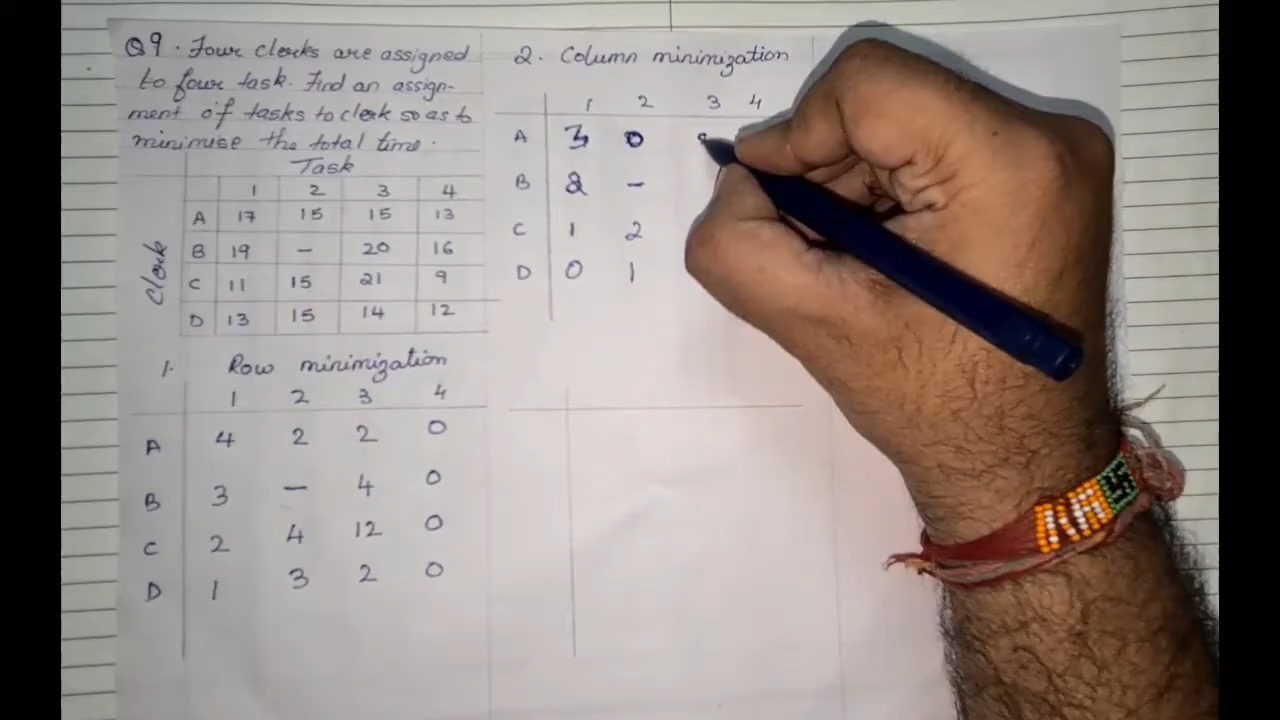 Q9. Four clerks are assigned
to four task. Find an assign-
ment of tasks to clerk so as to
minimise the total time.
Task
1 2 3 4
A 17 15 15 13
B 19 - 20 16
C 11 15 21 9
D 13 15 14 12
Clerk
1. Row minimization
1 2 3 4
A 4 2 2 0
B 3 - 4 0
C 2 4 12 0
D 1 3 2 0
2. Column minimization
1 2 3 4
A 3 0
B 2 -
C 1 2
D 0 1